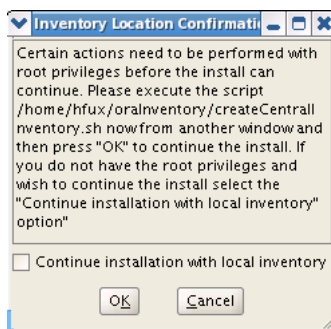 Inventory Location Confirmati
Certain actions need to be performed with
root privileges before the install can
continue. Please execute the script
/home/hfux/oraInventory/createCentralI
nventory.sh now from another window and
then press "OK" to continue the install. If
you do not have the root privileges and
wish to continue the install select the
"Continue installation with local inventory"
option"
Continue installation with local inventory
OK
Cancel